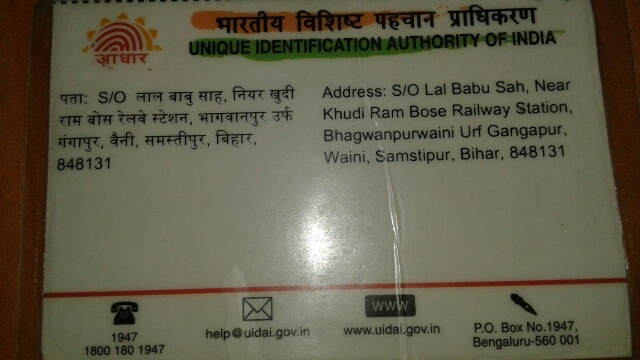 भारतीय विशिष्ट पहचान प्राधिकरण
UNIQUE IDENTIFICATION AUTHORITY OF INDIA
आधार
पता: S/O लाल बाबु साह, नियर खुदी
राम बोस रेलवे स्टेशन, भागवानपुर उर्फ
गंगापुर, वैनी, समस्तीपुर, बिहार,
848131
Address: S/O Lal Babu Sah, Near
Khudi Ram Bose Railway Station,
Bhagwanpurwaini Urf Gangapur,
Waini, Samstipur, Bihar, 848131
1947
1800 180 1947
help@uidai.gov.in
WWW
www.uidai.gov.in
P.O. Box No.1947,
Bengaluru-560 001